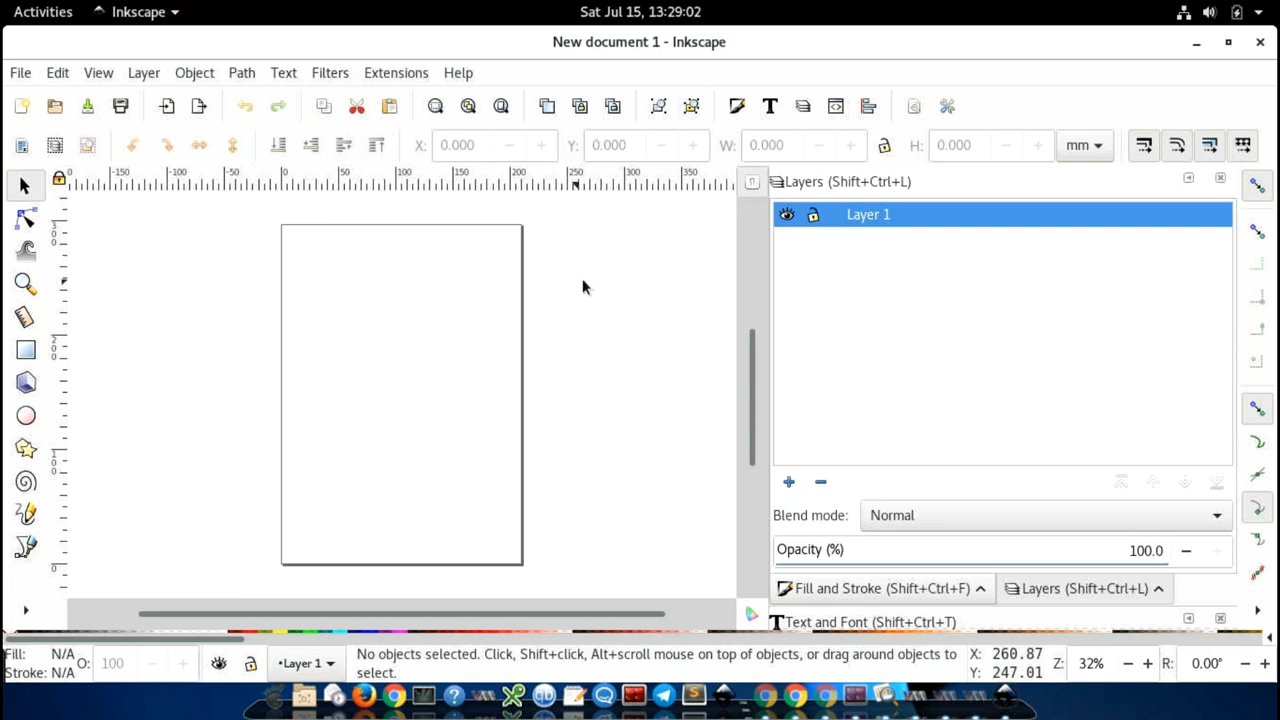 Activities Inkscape Sat Jul 15, 13:29:02
New document 1 - Inkscape
File Edit View Layer Object Path Text Filters Extensions Help
X: 0.000 Y: 0.000 W: 0.000 H: 0.000 mm
0 -150 -100 -50 0 50 100 150 200 250 300 350
Layers (Shift+Ctrl+L)
Layer 1
300
200
100
0
Blend mode: Normal
Opacity (%) 100.0
Fill and Stroke (Shift+Ctrl+F) Layers (Shift+Ctrl+L)
Text and Font (Shift+Ctrl+T)
Fill: N/A
Stroke: N/A
O: 100
•Layer 1
No objects selected. Click, Shift+click, Alt+scroll mouse on top of objects, or drag around objects to
select.
X: 260.87
Y: 247.01
Z: 32%
R: 0.00°